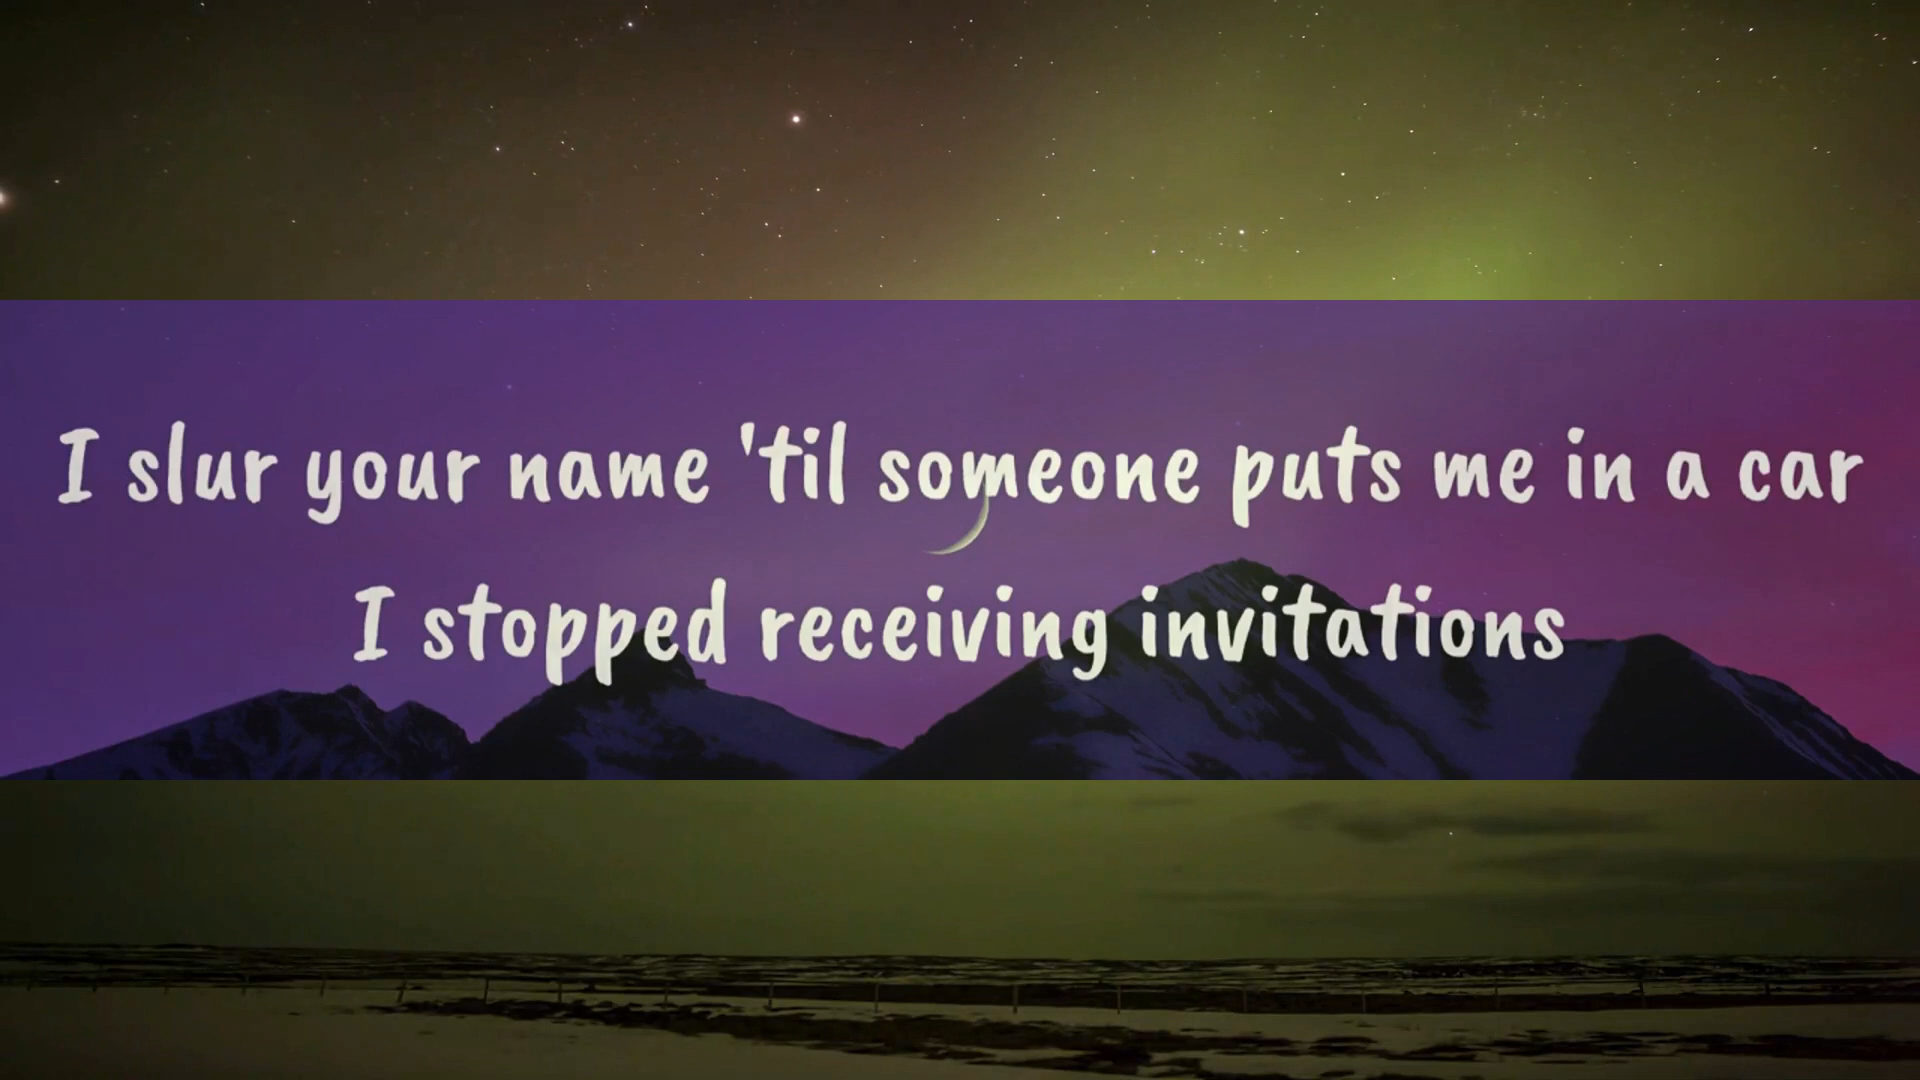 I slur your name 'til someone puts me in a car
I stopped receiving invitations